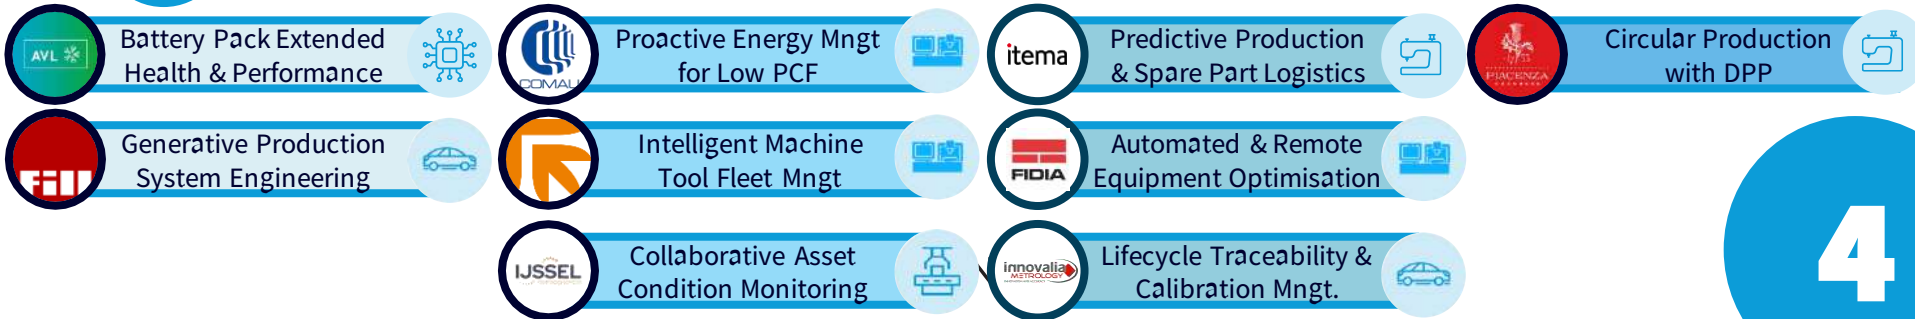 AVL
Battery Pack Extended
Health & Performance
COMAU
Proactive Energy Mngt
for Low PCF
itema
Predictive Production
& Spare Part Logistics
PIACENZA
Circular Production
with DPP
Fill
Generative Production
System Engineering
Intelligent Machine
Tool Fleet Mngt
FIDIA
Automated & Remote
Equipment Optimisation
IJSSEL
Collaborative Asset
Condition Monitoring
innovalia
METROLOGY
Lifecycle Traceability &
Calibration Mngt.
4